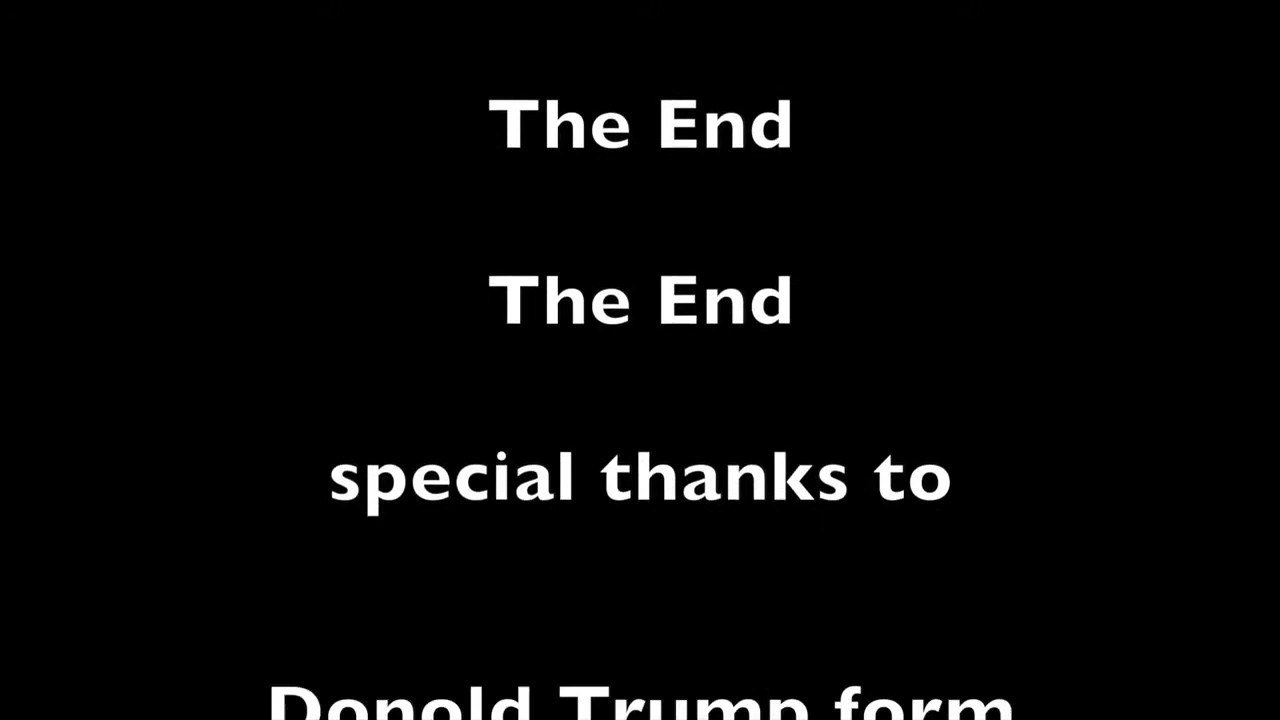 The End
The End
special thanks to
Donold Trump form